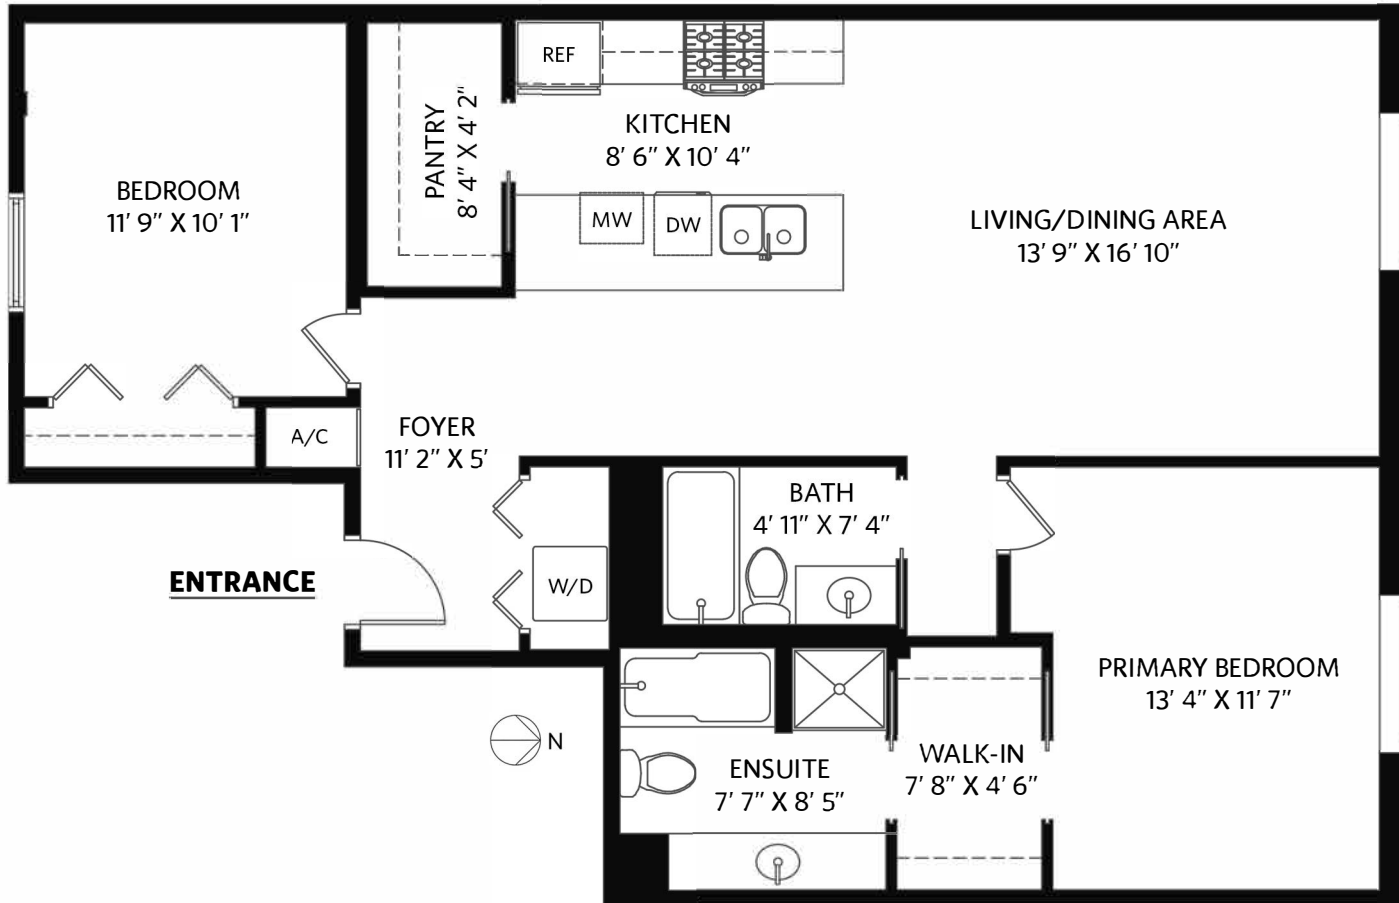 REF
KITCHEN
8' 6" X 10' 4"
PANTRY
8' 4" X 4' 2"
BEDROOM
11' 9" X 10' 1"
MW
DW
LIVING/DINING AREA
13' 9" X 16' 10"
A/C
FOYER
11' 2" X 5'
BATH
4' 11" X 7' 4"
ENTRANCE
W/D
PRIMARY BEDROOM
13' 4" X 11' 7"
N
WALK-IN
7' 8" X 4' 6"
ENSUITE
7' 7" X 8' 5"